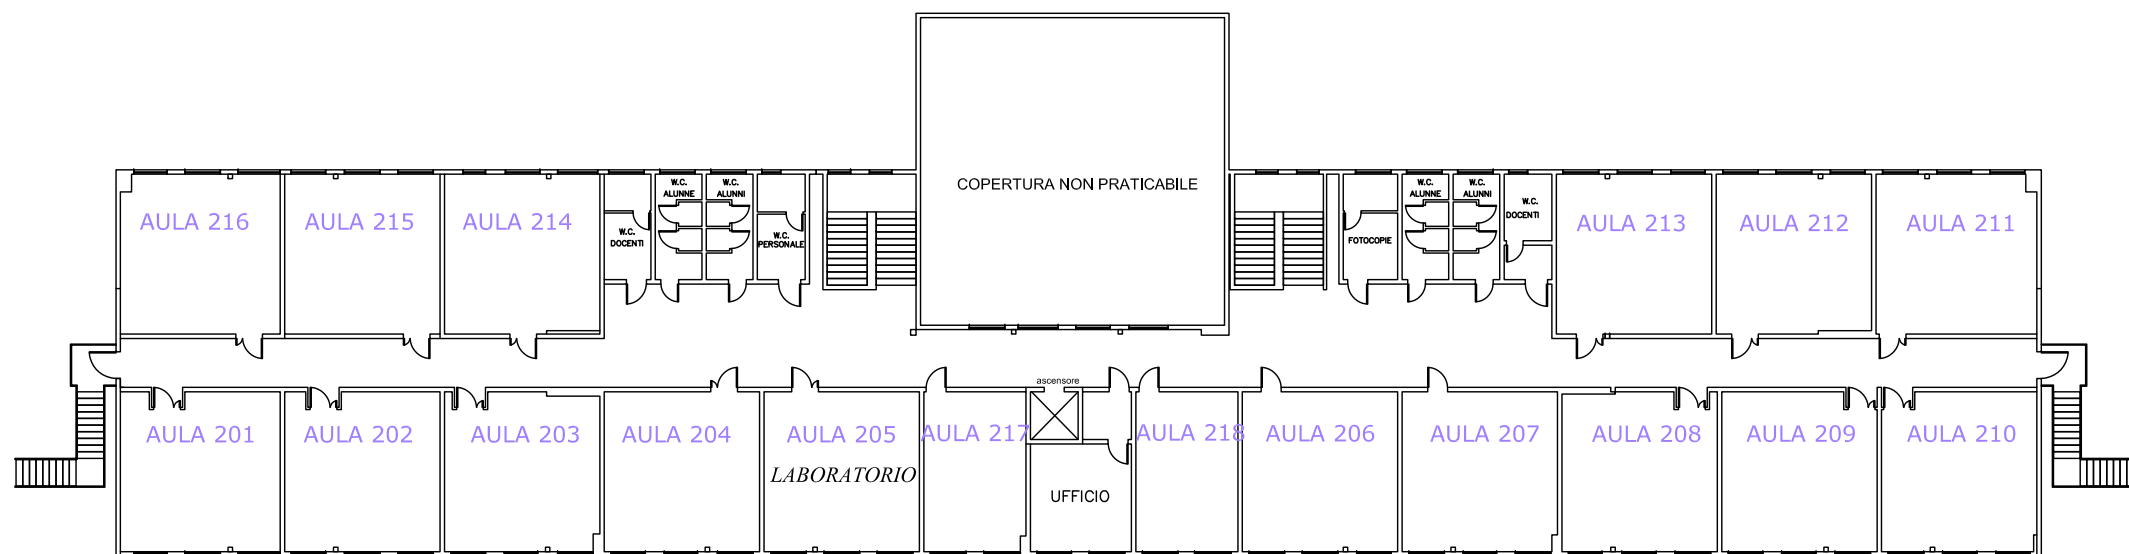 COPERTURA NON PRATICABILE
W.C.
ALUNNE
W.C.
ALUNNI
W.C.
ALUNNE
W.C.
ALUNNI
W.C.
DOCENTI
AULA 216
AULA 215
AULA 214
W.C.
DOCENTI
W.C.
PERSONALE
FOTOCOPIE
AULA 213
AULA 212
AULA 211
ascensore
AULA 201
AULA 202
AULA 203
AULA 204
AULA 205
LABORATORIO
AULA 217
UFFICIO
AULA 218
AULA 206
AULA 207
AULA 208
AULA 209
AULA 210